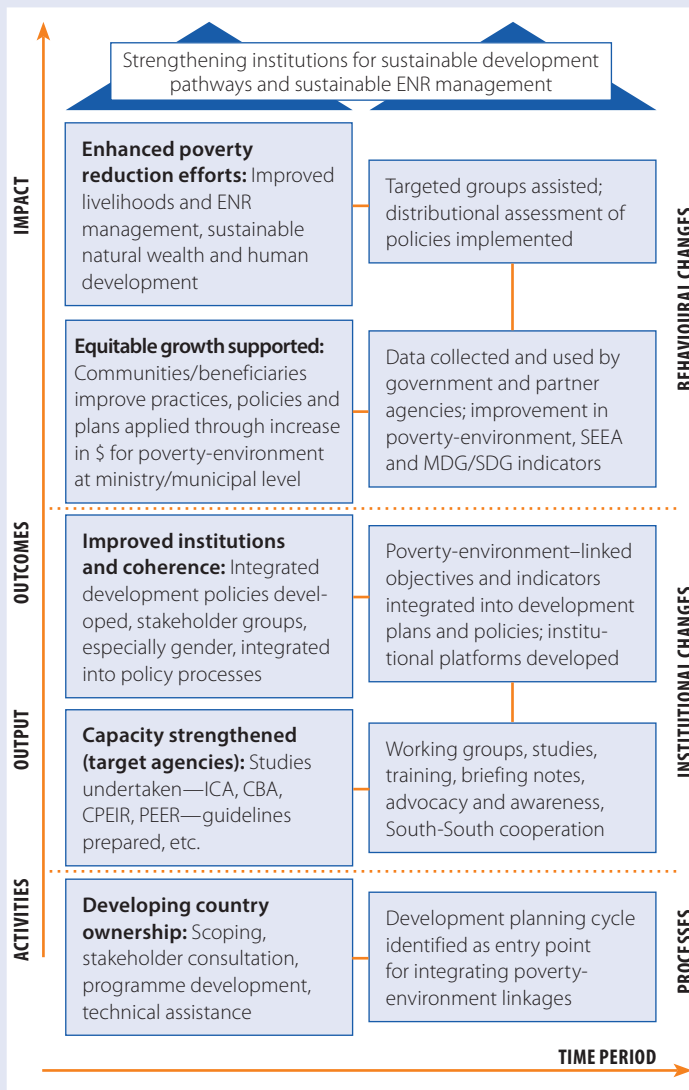 Strengthening institutions for sustainable development
pathways and sustainable ENR management
IMPACT
Enhanced poverty
reduction efforts: Improved
livelihoods and ENR
management, sustainable
natural wealth and human
development
Targeted groups assisted;
distributional assessment of
policies implemented
BEHAVIOURAL CHANGES
Equitable growth supported:
Communities/beneficiaries
improve practices, policies and
plans applied through increase
in $ for poverty-environment
at ministry/municipal level
Data collected and used by
government and partner
agencies; improvement in
poverty-environment, SEEA
and MDG/SDG indicators
OUTCOMES
Improved institutions
and coherence: Integrated
development policies devel-
oped, stakeholder groups,
especially gender, integrated
into policy processes
Poverty-environment–linked
objectives and indicators
integrated into development
plans and policies; institu-
tional platforms developed
INSTITUTIONAL CHANGES
OUTPUT
Capacity strengthened
(target agencies): Studies
undertaken—ICA, CBA,
CPEIR, PEER—guidelines
prepared, etc.
Working groups, studies,
training, briefing notes,
advocacy and awareness,
South-South cooperation
ACTIVITIES
Developing country
ownership: Scoping,
stakeholder consultation,
programme development,
technical assistance
Development planning cycle
identified as entry point
for integrating poverty-
environment linkages
PROCESSES
TIME PERIOD